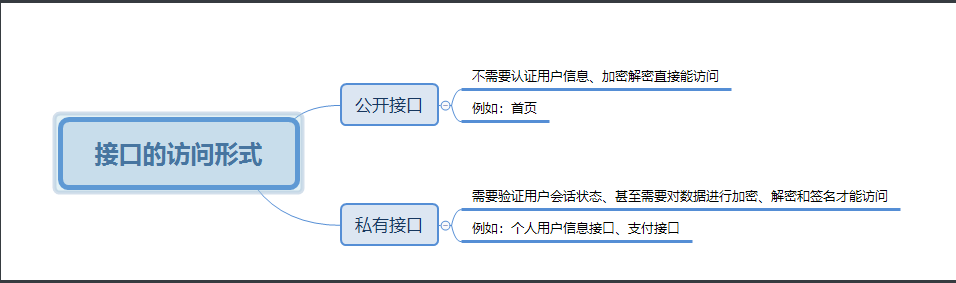 接口的访问形式
公开接口
不需要认证用户信息、加密解密直接能访问
例如：首页
私有接口
需要验证用户会话状态、甚至需要对数据进行加密、解密和签名才能访问
例如：个人用户信息接口、支付接口